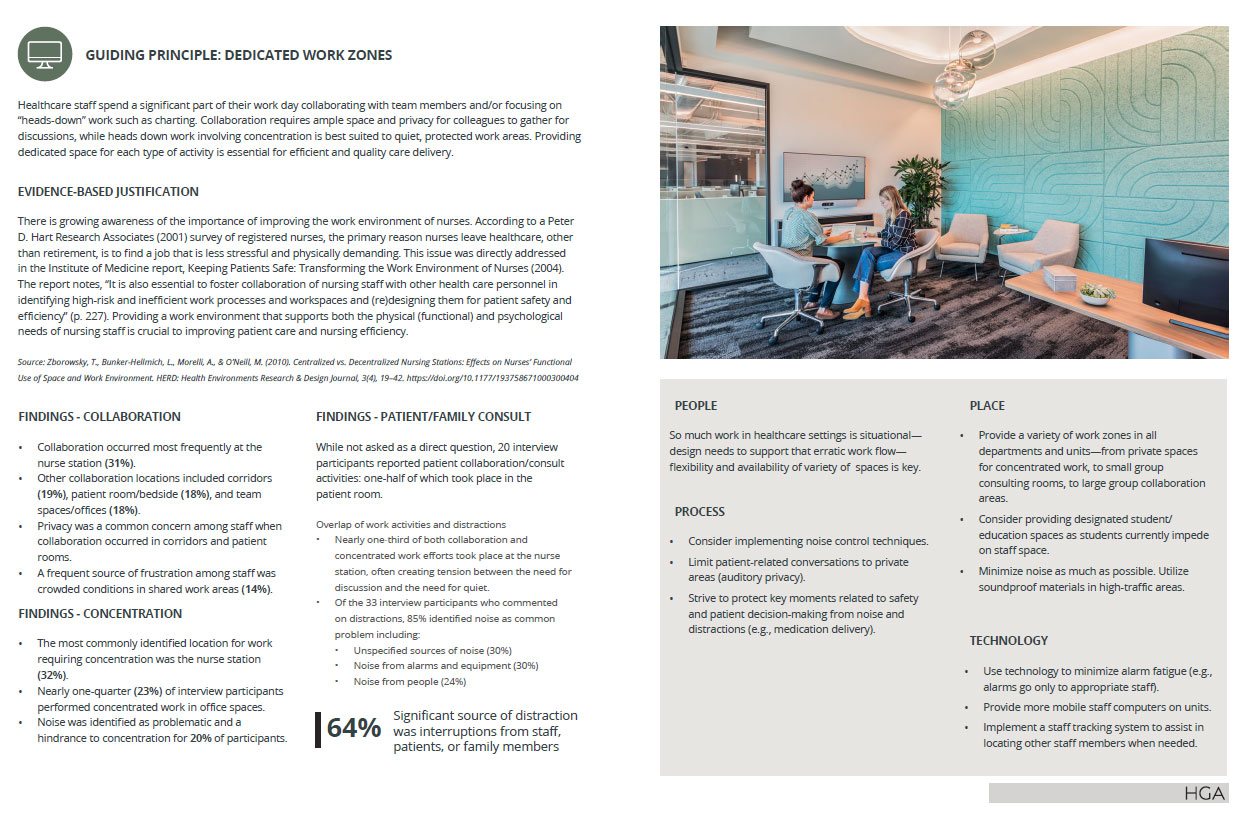 GUIDING PRINCIPLE: DEDICATED WORK ZONES
Healthcare staff spend a significant part of their work day collaborating with team members and/or focusing on
“heads-down” work such as charting. Collaboration requires ample space and privacy for colleagues to gather for
discussions, while heads down work involving concentration is best suited to quiet, protected work areas. Providing
dedicated space for each type of activity is essential for efficient and quality care delivery.
EVIDENCE-BASED JUSTIFICATION
There is growing awareness of the importance of improving the work environment of nurses. According to a Peter
D. Hart Research Associates (2001) survey of registered nurses, the primary reason nurses leave healthcare, other
than retirement, is to find a job that is less stressful and physically demanding. This issue was directly addressed
in the Institute of Medicine report, Keeping Patients Safe: Transforming the Work Environment of Nurses (2004).
The report notes, “It is also essential to foster collaboration of nursing staff with other health care personnel in
identifying high-risk and inefficient work processes and workspaces and (re)designing them for patient safety and
efficiency” (p. 227). Providing a work environment that supports both the physical (functional) and psychological
needs of nursing staff is crucial to improving patient care and nursing efficiency.
Source: Zborowsky, T., Bunker-Hellmich, L., Morelli, A., & O’Neill, M. (2010). Centralized vs. Decentralized Nursing Stations: Effects on Nurses’ Functional
Use of Space and Work Environment. HERD: Health Environments Research & Design Journal, 3(4), 19–42. https://doi.org/10.1177/193758671000300404
FINDINGS - COLLABORATION
• Collaboration occurred most frequently at the
nurse station (31%).
• Other collaboration locations included corridors
(19%), patient room/bedside (18%), and team
spaces/offices (18%).
• Privacy was a common concern among staff when
collaboration occurred in corridors and patient
rooms.
• A frequent source of frustration among staff was
crowded conditions in shared work areas (14%).
FINDINGS - CONCENTRATION
• The most commonly identified location for work
requiring concentration was the nurse station
(32%).
• Nearly one-quarter (23%) of interview participants
performed concentrated work in office spaces.
• Noise was identified as problematic and a
hindrance to concentration for 20% of participants.
FINDINGS - PATIENT/FAMILY CONSULT
While not asked as a direct question, 20 interview
participants reported patient collaboration/consult
activities: one-half of which took place in the
patient room.
Overlap of work activities and distractions
• Nearly one-third of both collaboration and
concentrated work efforts took place at the nurse
station, often creating tension between the need for
discussion and the need for quiet.
• Of the 33 interview participants who commented
on distractions, 85% identified noise as common
problem including:
• Unspecified sources of noise (30%)
• Noise from alarms and equipment (30%)
• Noise from people (24%)
64%
Significant source of distraction
was interruptions from staff,
patients, or family members
PEOPLE
So much work in healthcare settings is situational—
design needs to support that erratic work flow—
flexibility and availability of variety of spaces is key.
PROCESS
• Consider implementing noise control techniques.
• Limit patient-related conversations to private
areas (auditory privacy).
• Strive to protect key moments related to safety
and patient decision-making from noise and
distractions (e.g., medication delivery).
PLACE
• Provide a variety of work zones in all
departments and units—from private spaces
for concentrated work, to small group
consulting rooms, to large group collaboration
areas.
• Consider providing designated student/
education spaces as students currently impede
on staff space.
• Minimize noise as much as possible. Utilize
soundproof materials in high-traffic areas.
TECHNOLOGY
• Use technology to minimize alarm fatigue (e.g.,
alarms go only to appropriate staff).
• Provide more mobile staff computers on units.
• Implement a staff tracking system to assist in
locating other staff members when needed.
HGA